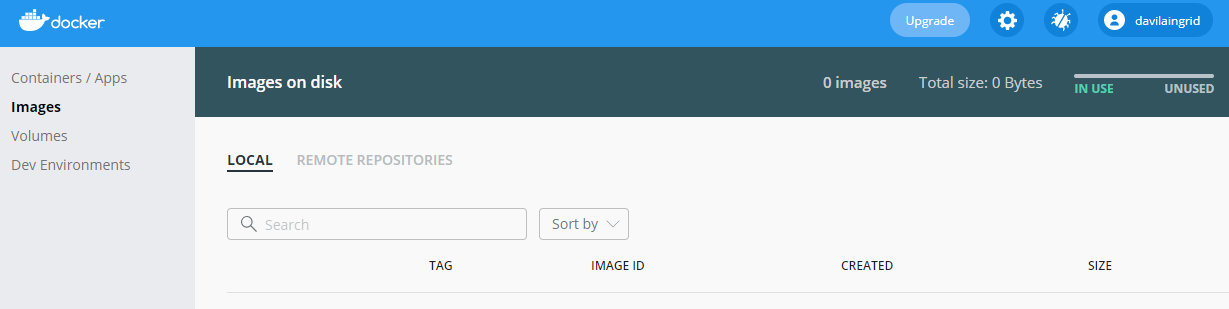 docker
Upgrade
davilaingrid
Containers / Apps
Images
Volumes
Dev Environments
Images on disk
0 images
Total size: 0 Bytes
IN USE
UNUSED
LOCAL
REMOTE REPOSITORIES
Search
Sort by
TAG
IMAGE ID
CREATED
SIZE